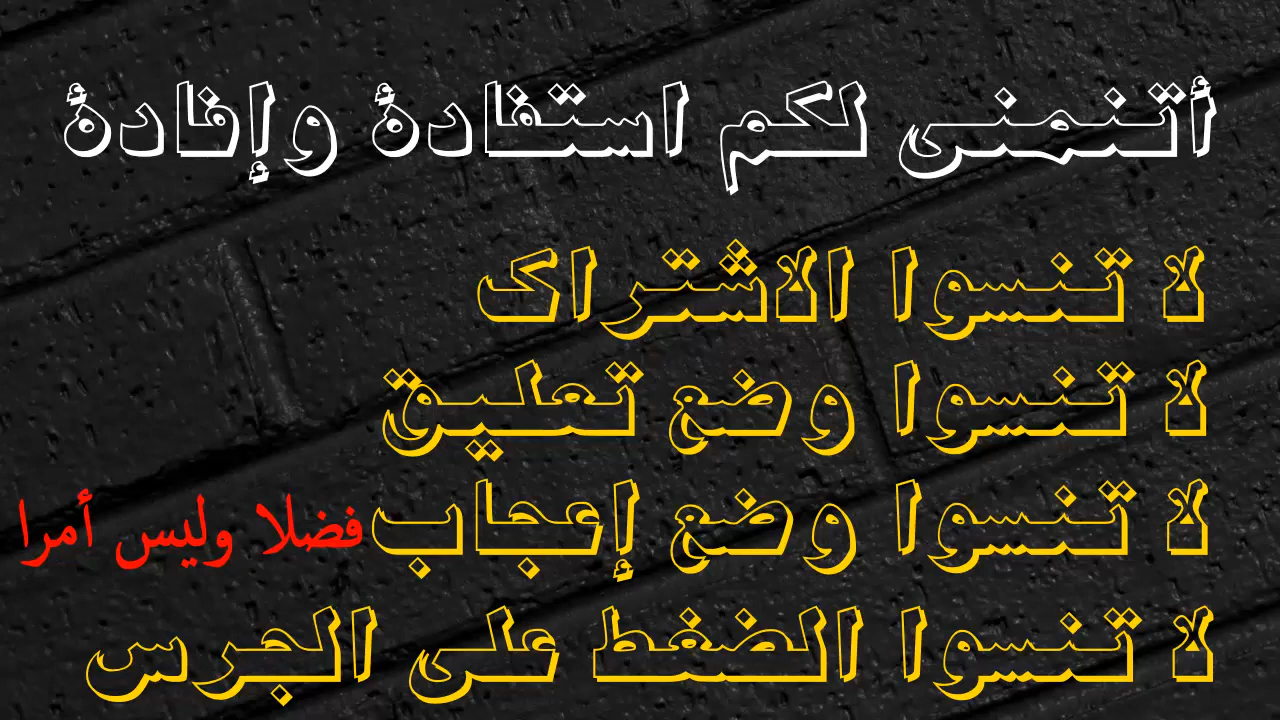 أتنمنى لكم استفادة وإفادة
لا تنسوا الاشتراك
لا تنسوا وضع تعليق
لا تنسوا وضع إعجاب فضلا وليس أمرا
لا تنسوا الضغط على الجرس